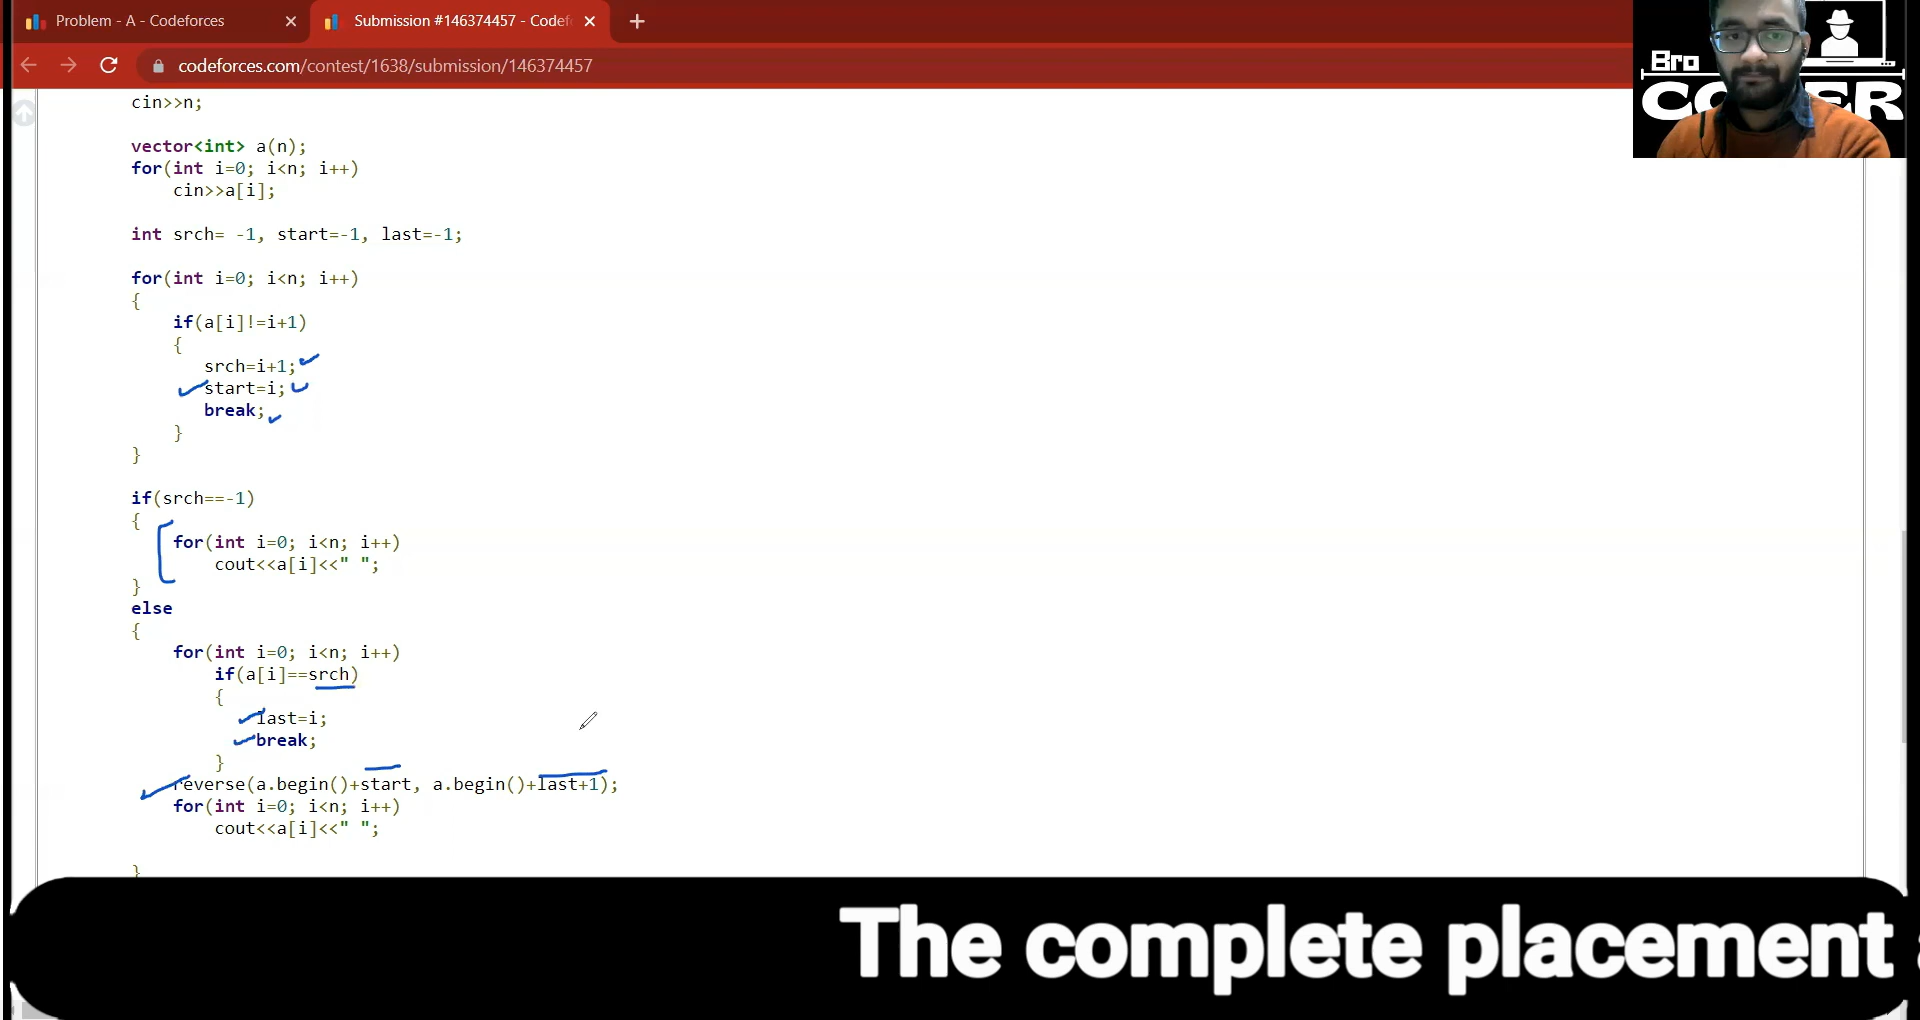 Problem - A - Codeforces
Submission #146374457 - Codef
codeforces.com/contest/1638/submission/146374457
Bro
cin>>n;
vector<int> a(n);
for(int i=0; i<n; i++)
cin>>a[i];
int srch= -1, start=-1, last=-1;
for(int i=0; i<n; i++)
{
if(a[i]!=i+1)
{
srch=i+1;
start=i;
break;
}
}
if(srch==-1)
{
for(int i=0; i<n; i++)
cout<<a[i]<<" ";
}
else
{
for(int i=0; i<n; i++)
if(a[i]==srch)
{
last=i;
break;
}
reverse(a.begin()+start, a.begin()+last+1);
for(int i=0; i<n; i++)
cout<<a[i]<<" ";
}
The complete placement